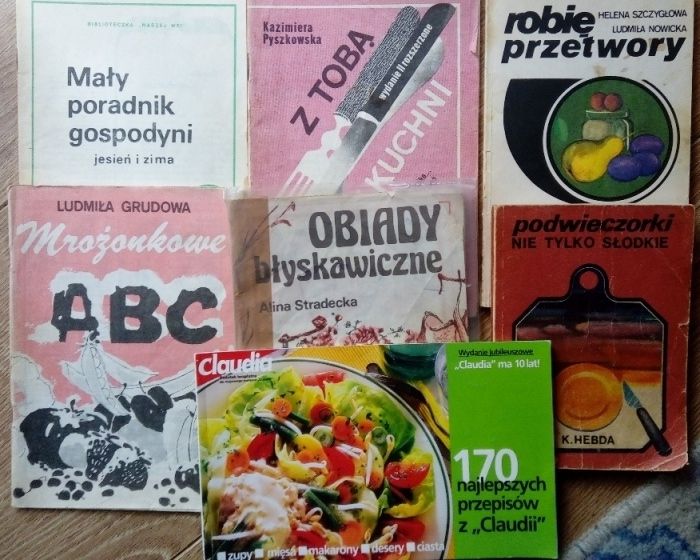 BIBLIOTECZKA „NASZEJ WSI”
Mały
poradnik
gospodyni
jesień i zima
Kazimiera
Pyszkowska
Z TOBĄ
wydanie II rozszerzone
KUCHNI
robię
HELENA SZCZYGŁOWA
LUDMIŁA NOWICKA
przetwory
LUDMIŁA GRUDOWA
Mrożonkowe
ABC
OBIADY
błyskawiczne
Alina Stradecka
podwieczorki
NIE TYLKO SŁODKIE
K. HEBDA
Claudia
Wydanie jubileuszowe
„Claudia” ma 10 lat!
170
najlepszych
przepisów
z „Claudii”
zupy mięsa makarony desery ciasta